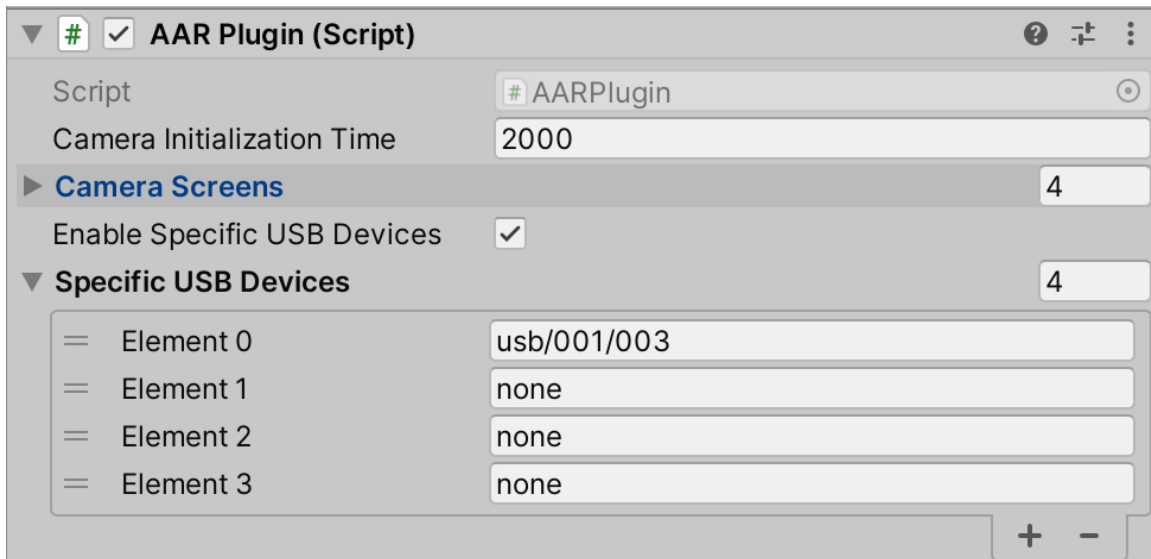 AAR Plugin (Script)
Script # AARPlugin
Camera Initialization Time 2000
Camera Screens 4
Enable Specific USB Devices
Specific USB Devices 4
Element 0 usb/001/003
Element 1 none
Element 2 none
Element 3 none